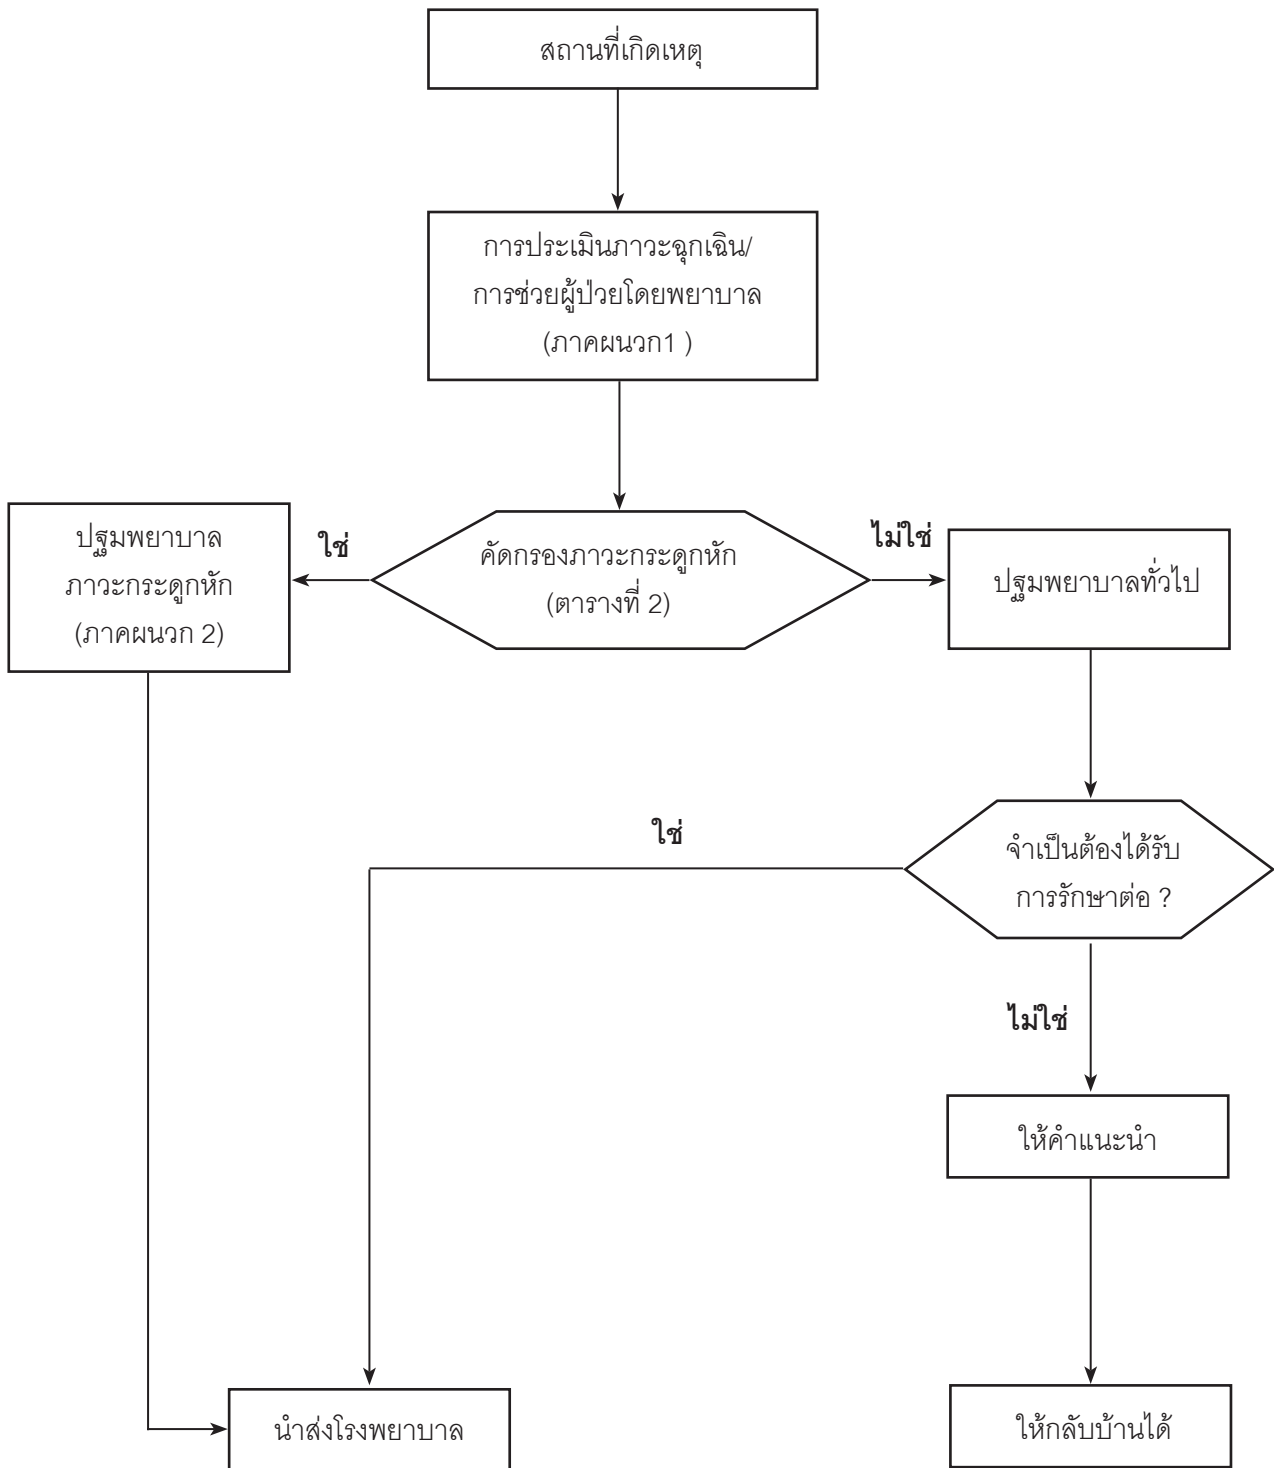 สถานที่เกิดเหตุ
การประเมินภาวะฉุกเฉิน/
การช่วยผู้ป่วยโดยพยาบาล
(ภาคผนวก1 )
ปฐมพยาบาล
ภาวะกระดูกหัก
(ภาคผนวก 2)
ใช่
คัดกรองภาวะกระดูกหัก
(ตารางที่ 2)
ไม่ใช่
ปฐมพยาบาลทั่วไป
ใช่
จำเป็นต้องได้รับ
การรักษาต่อ ?
ไม่ใช่
ให้คำแนะนำ
นำส่งโรงพยาบาล
ให้กลับบ้านได้